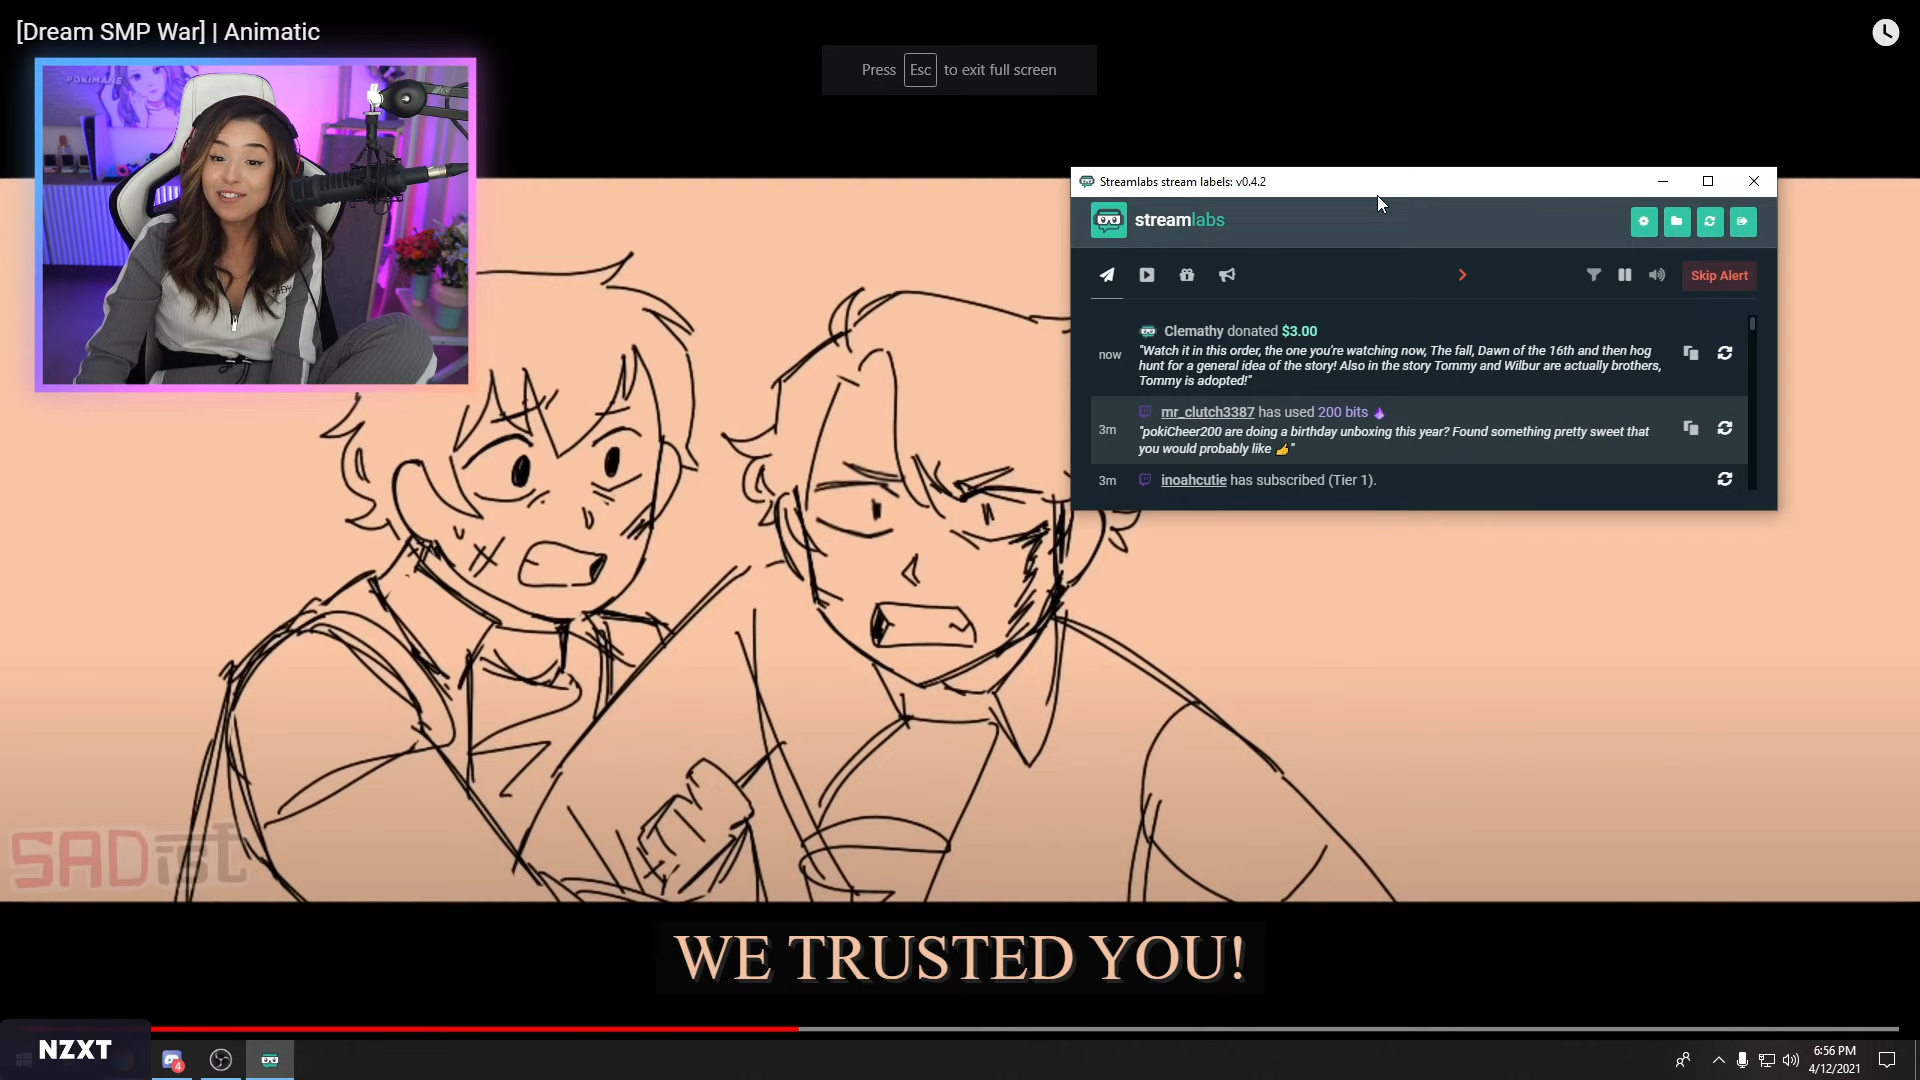 [Dream SMP War] | Animatic
Press Esc to exit full screen
POKIMANE
Streamlabs stream labels: v0.4.2
streamlabs
Skip Alert
Clemathy donated $3.00
now
"Watch it in this order, the one you're watching now, The fall, Dawn of the 16th and then hog
hunt for a general idea of the story! Also in the story Tommy and Wilbur are actually brothers,
Tommy is adopted!"
mr_clutch3387 has used 200 bits
3m
"pokiCheer200 are doing a birthday unboxing this year? Found something pretty sweet that
you would probably like 👍"
3m
inoahcutie has subscribed (Tier 1).
SADist
WE TRUSTED YOU!
NZXT
4
6:56 PM
4/12/2021